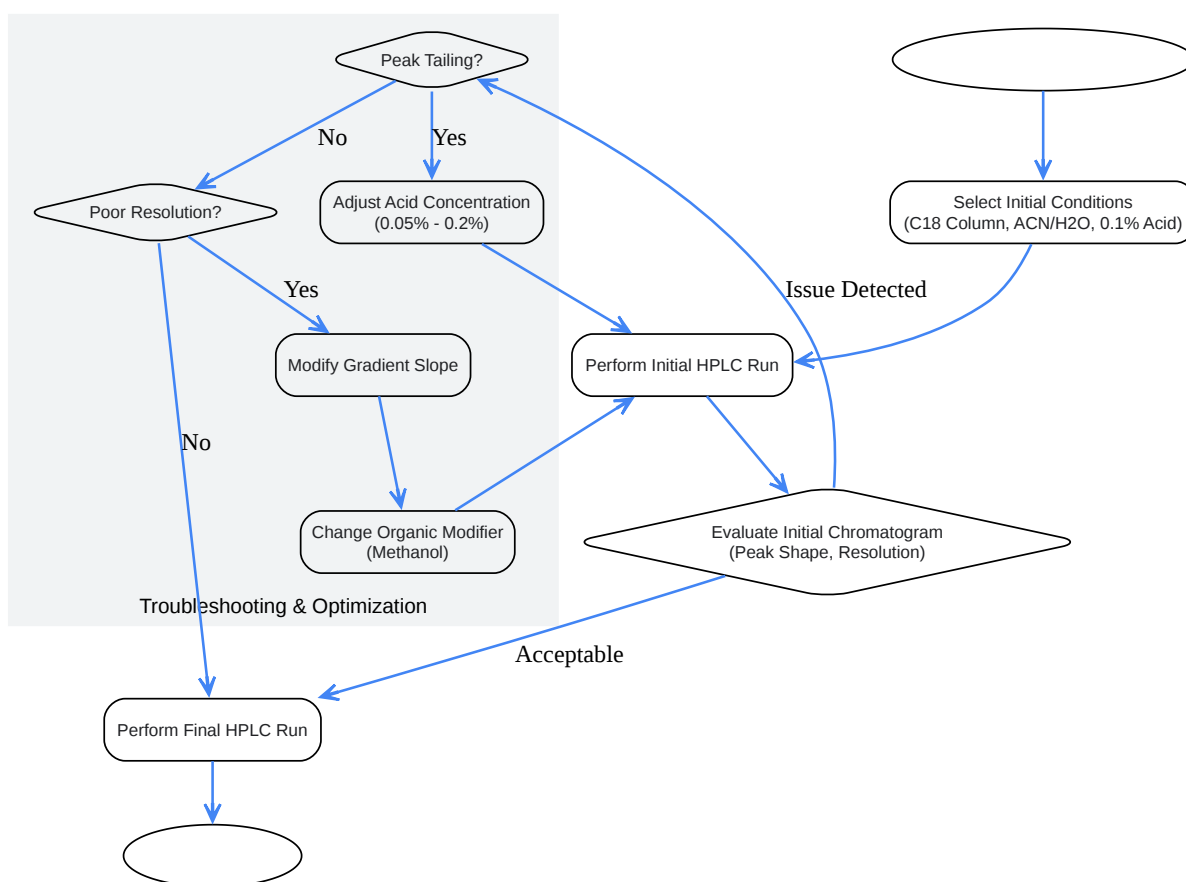 Peak Tailing?
No
Yes
Poor Resolution?
Adjust Acid Concentration
(0.05% - 0.2%)
Select Initial Conditions
(C18 Column, ACN/H2O, 0.1% Acid)
Yes
Issue Detected
Modify Gradient Slope
Perform Initial HPLC Run
No
Change Organic Modifier
(Methanol)
Evaluate Initial Chromatogram
(Peak Shape, Resolution)
Troubleshooting & Optimization
Acceptable
Perform Final HPLC Run